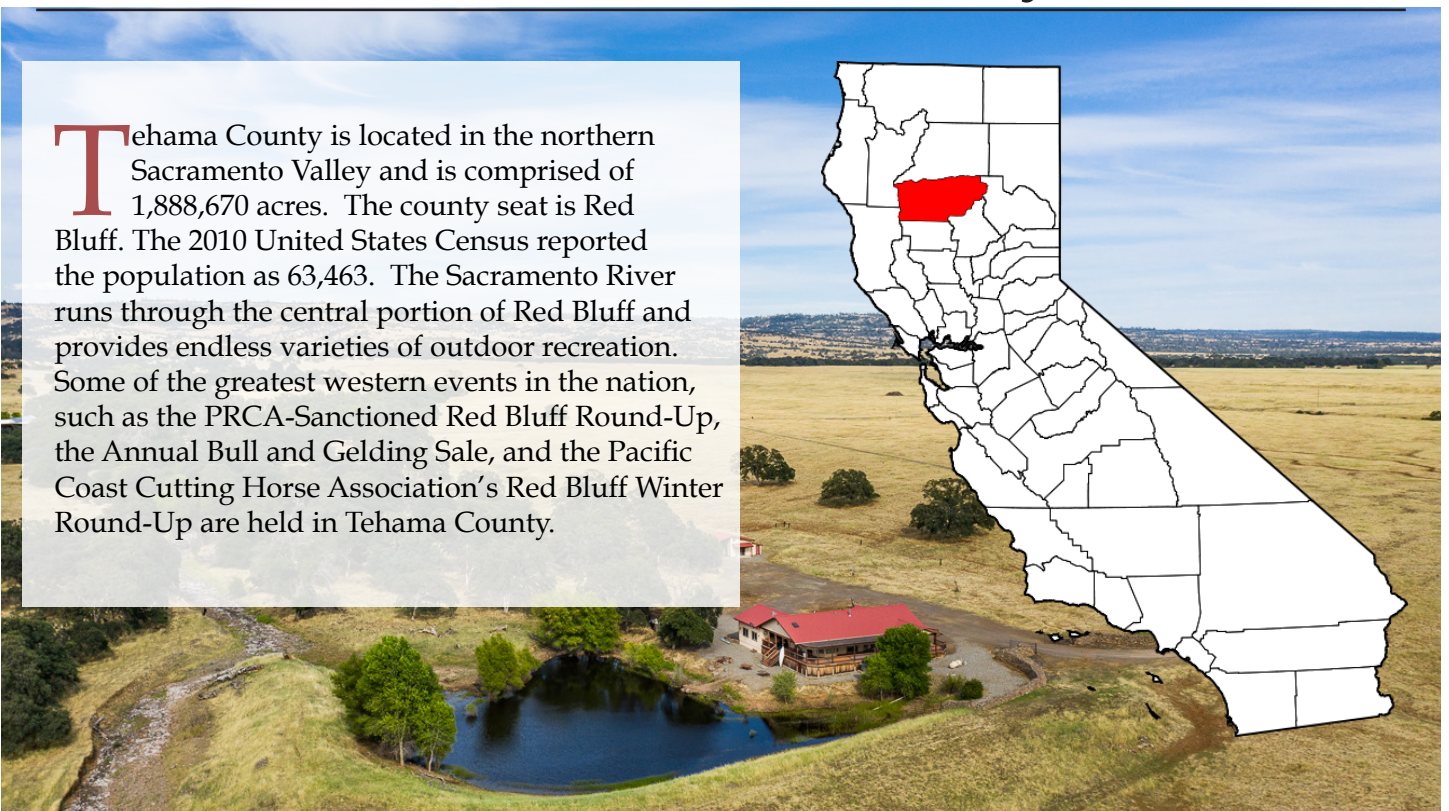 Tehama County is located in the northern
Sacramento Valley and is comprised of
1,888,670 acres.  The county seat is Red
Bluff. The 2010 United States Census reported
the population as 63,463.  The Sacramento River
runs through the central portion of Red Bluff and
provides endless varieties of outdoor recreation.
Some of the greatest western events in the nation,
such as the PRCA-Sanctioned Red Bluff Round-Up,
the Annual Bull and Gelding Sale, and the Pacific
Coast Cutting Horse Association’s Red Bluff Winter
Round-Up are held in Tehama County.